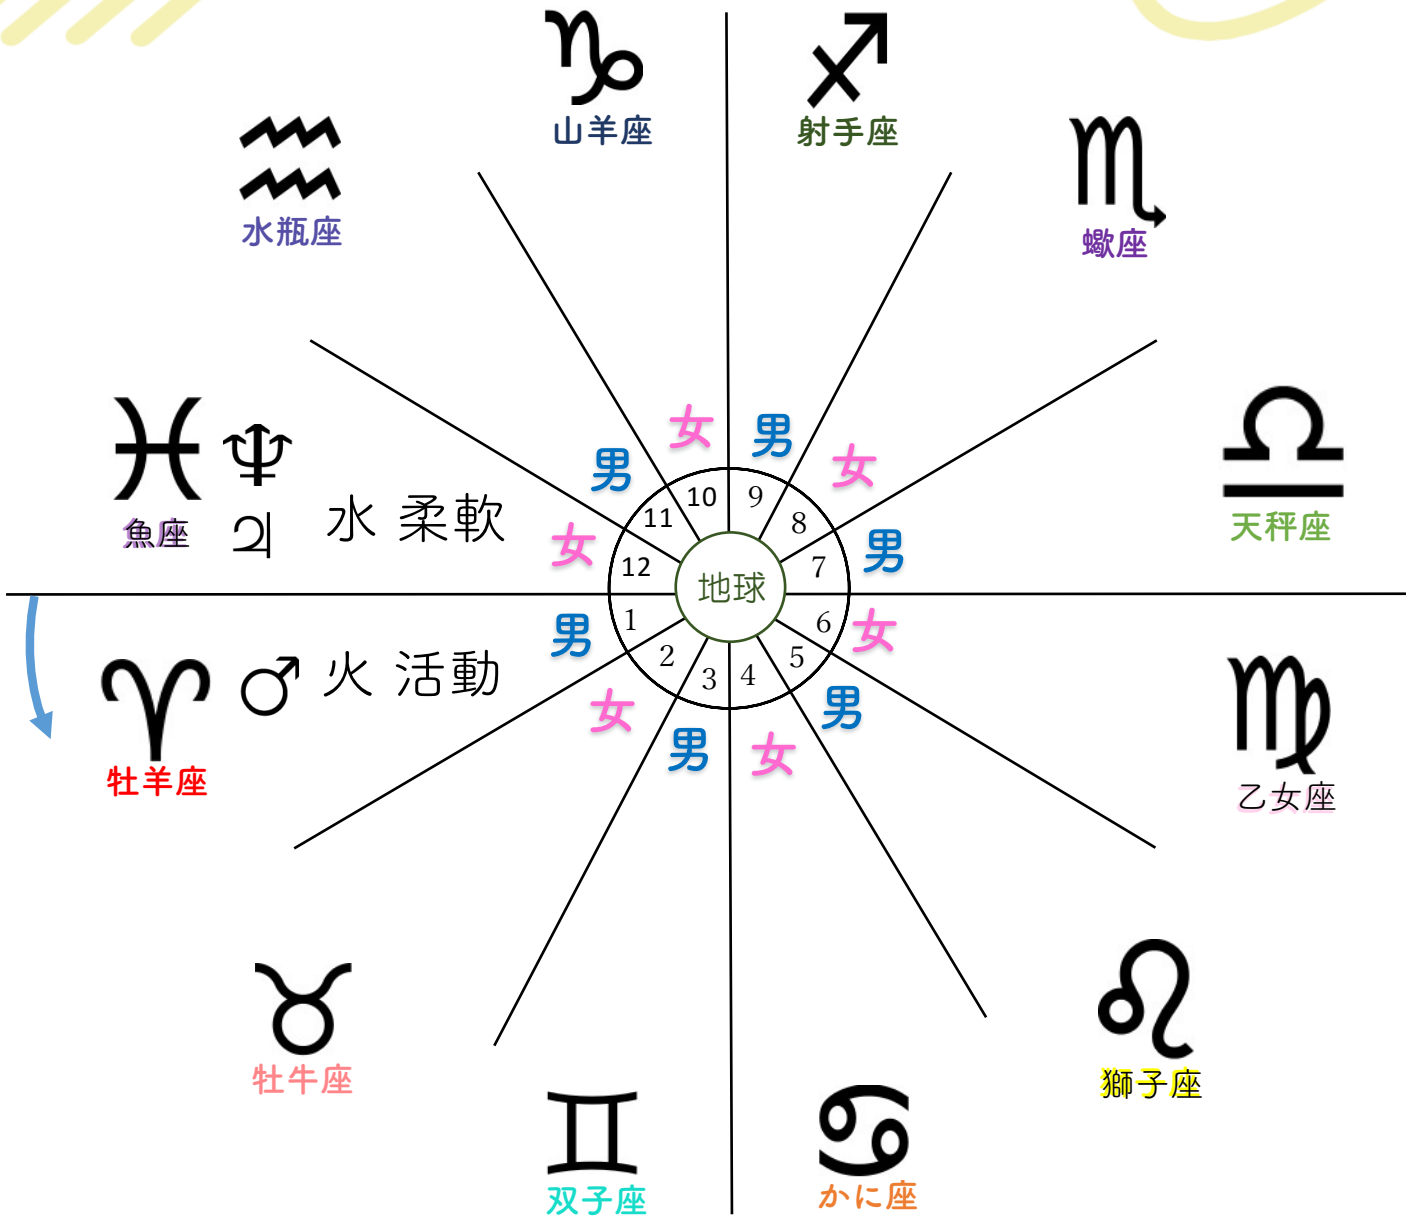 山羊座
射手座
水瓶座
蠍座
魚座
水 柔軟
天秤座
牡羊座
火 活動
乙女座
牡牛座
獅子座
双子座
かに座
女
男
男
女
女
男
男
女
女
男
男
女
10
9
11
8
12
7
地球
1
6
2
5
3
4